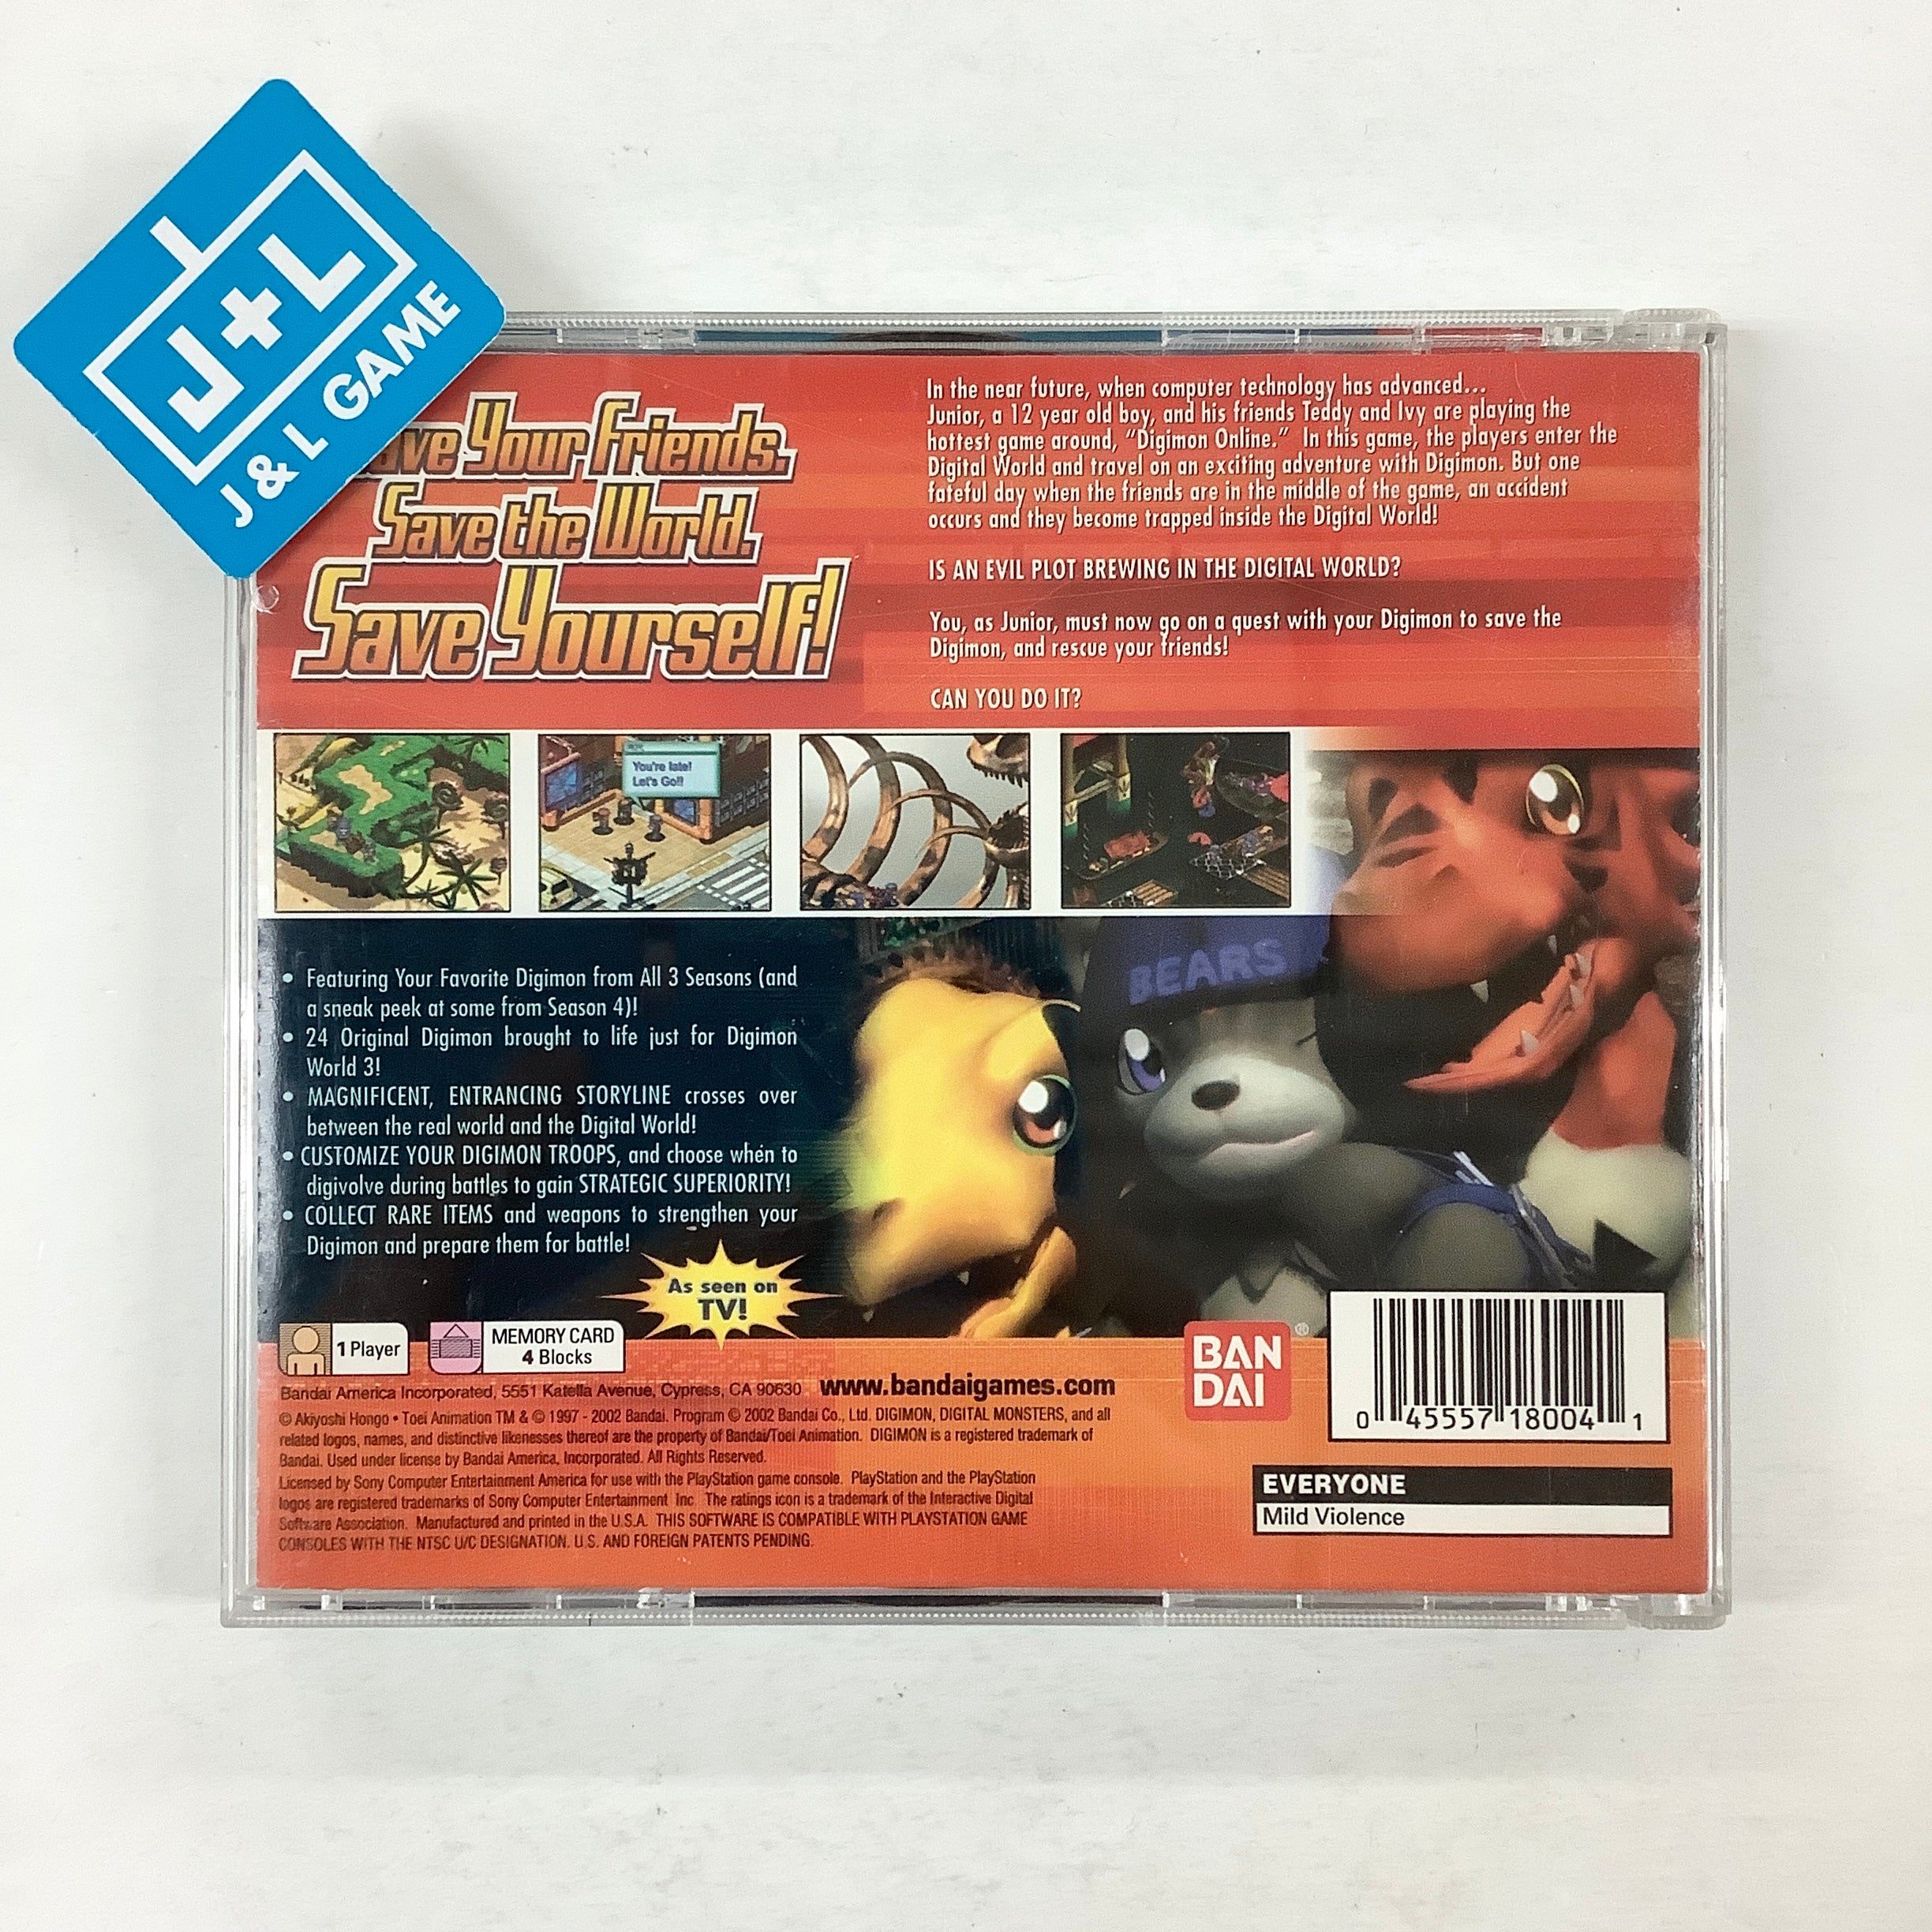 J+L
J & L GAME
ave Your Friends.
Save the World.
Save Yourself!
In the near future, when computer technology has advanced...
Junior, a 12 year old boy, and his friends Teddy and Ivy are playing the
hottest game around, “Digimon Online.” In this game, the players enter the
Digital World and travel on an exciting adventure with Digimon. But one
fateful day when the friends are in the middle of the game, an accident
occurs and they become trapped inside the Digital World!
IS AN EVIL PLOT BREWING IN THE DIGITAL WORLD?
You, as Junior, must now go on a quest with your Digimon to save the
Digimon, and rescue your friends!
CAN YOU DO IT?
You're late!
Let's Go!!
BEARS
• Featuring Your Favorite Digimon from All 3 Seasons (and
a sneak peek at some from Season 4)!
• 24 Original Digimon brought to life just for Digimon
World 3!
• MAGNIFICENT, ENTRANCING STORYLINE crosses over
between the real world and the Digital World!
• CUSTOMIZE YOUR DIGIMON TROOPS, and choose when to
digivolve during battles to gain STRATEGIC SUPERIORITY!
• COLLECT RARE ITEMS and weapons to strengthen your
Digimon and prepare them for battle!
As seen on
TV!
1 Player
MEMORY CARD
4 Blocks
BAN
DAI
®
Bandai America Incorporated, 5551 Katella Avenue, Cypress, CA 90630 www.bandaigames.com
© Akiyoshi Hongo • Toei Animation TM & © 1997 - 2002 Bandai. Program © 2002 Bandai Co., Ltd. DIGIMON, DIGITAL MONSTERS, and all
related logos, names, and distinctive likenesses thereof are the property of Bandai/Toei Animation. DIGIMON is a registered trademark of
Bandai. Used under license by Bandai America, Incorporated. All Rights Reserved.
Licensed by Sony Computer Entertainment America for use with the PlayStation game console. PlayStation and the PlayStation
logos are registered trademarks of Sony Computer Entertainment Inc. The ratings icon is a trademark of the Interactive Digital
Software Association. Manufactured and printed in the U.S.A. THIS SOFTWARE IS COMPATIBLE WITH PLAYSTATION GAME
CONSOLES WITH THE NTSC U/C DESIGNATION. U.S. AND FOREIGN PATENTS PENDING.
0 45557 18004 1
EVERYONE
Mild Violence